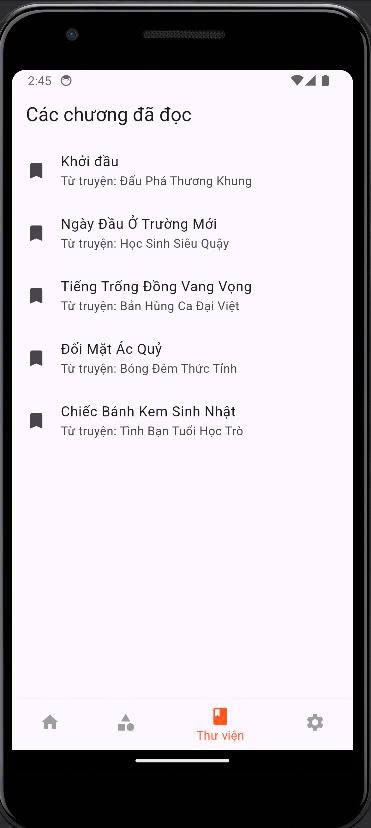 2:45
Các chương đã đọc
Khởi đầu
Từ truyện: Đấu Phá Thương Khung
Ngày Đầu Ở Trường Mới
Từ truyện: Học Sinh Siêu Quậy
Tiếng Trống Đồng Vang Vọng
Từ truyện: Bản Hùng Ca Đại Việt
Đối Mặt Ác Quỷ
Từ truyện: Bóng Đêm Thức Tỉnh
Chiếc Bánh Kem Sinh Nhật
Từ truyện: Tình Bạn Tuổi Học Trò
Thư viện